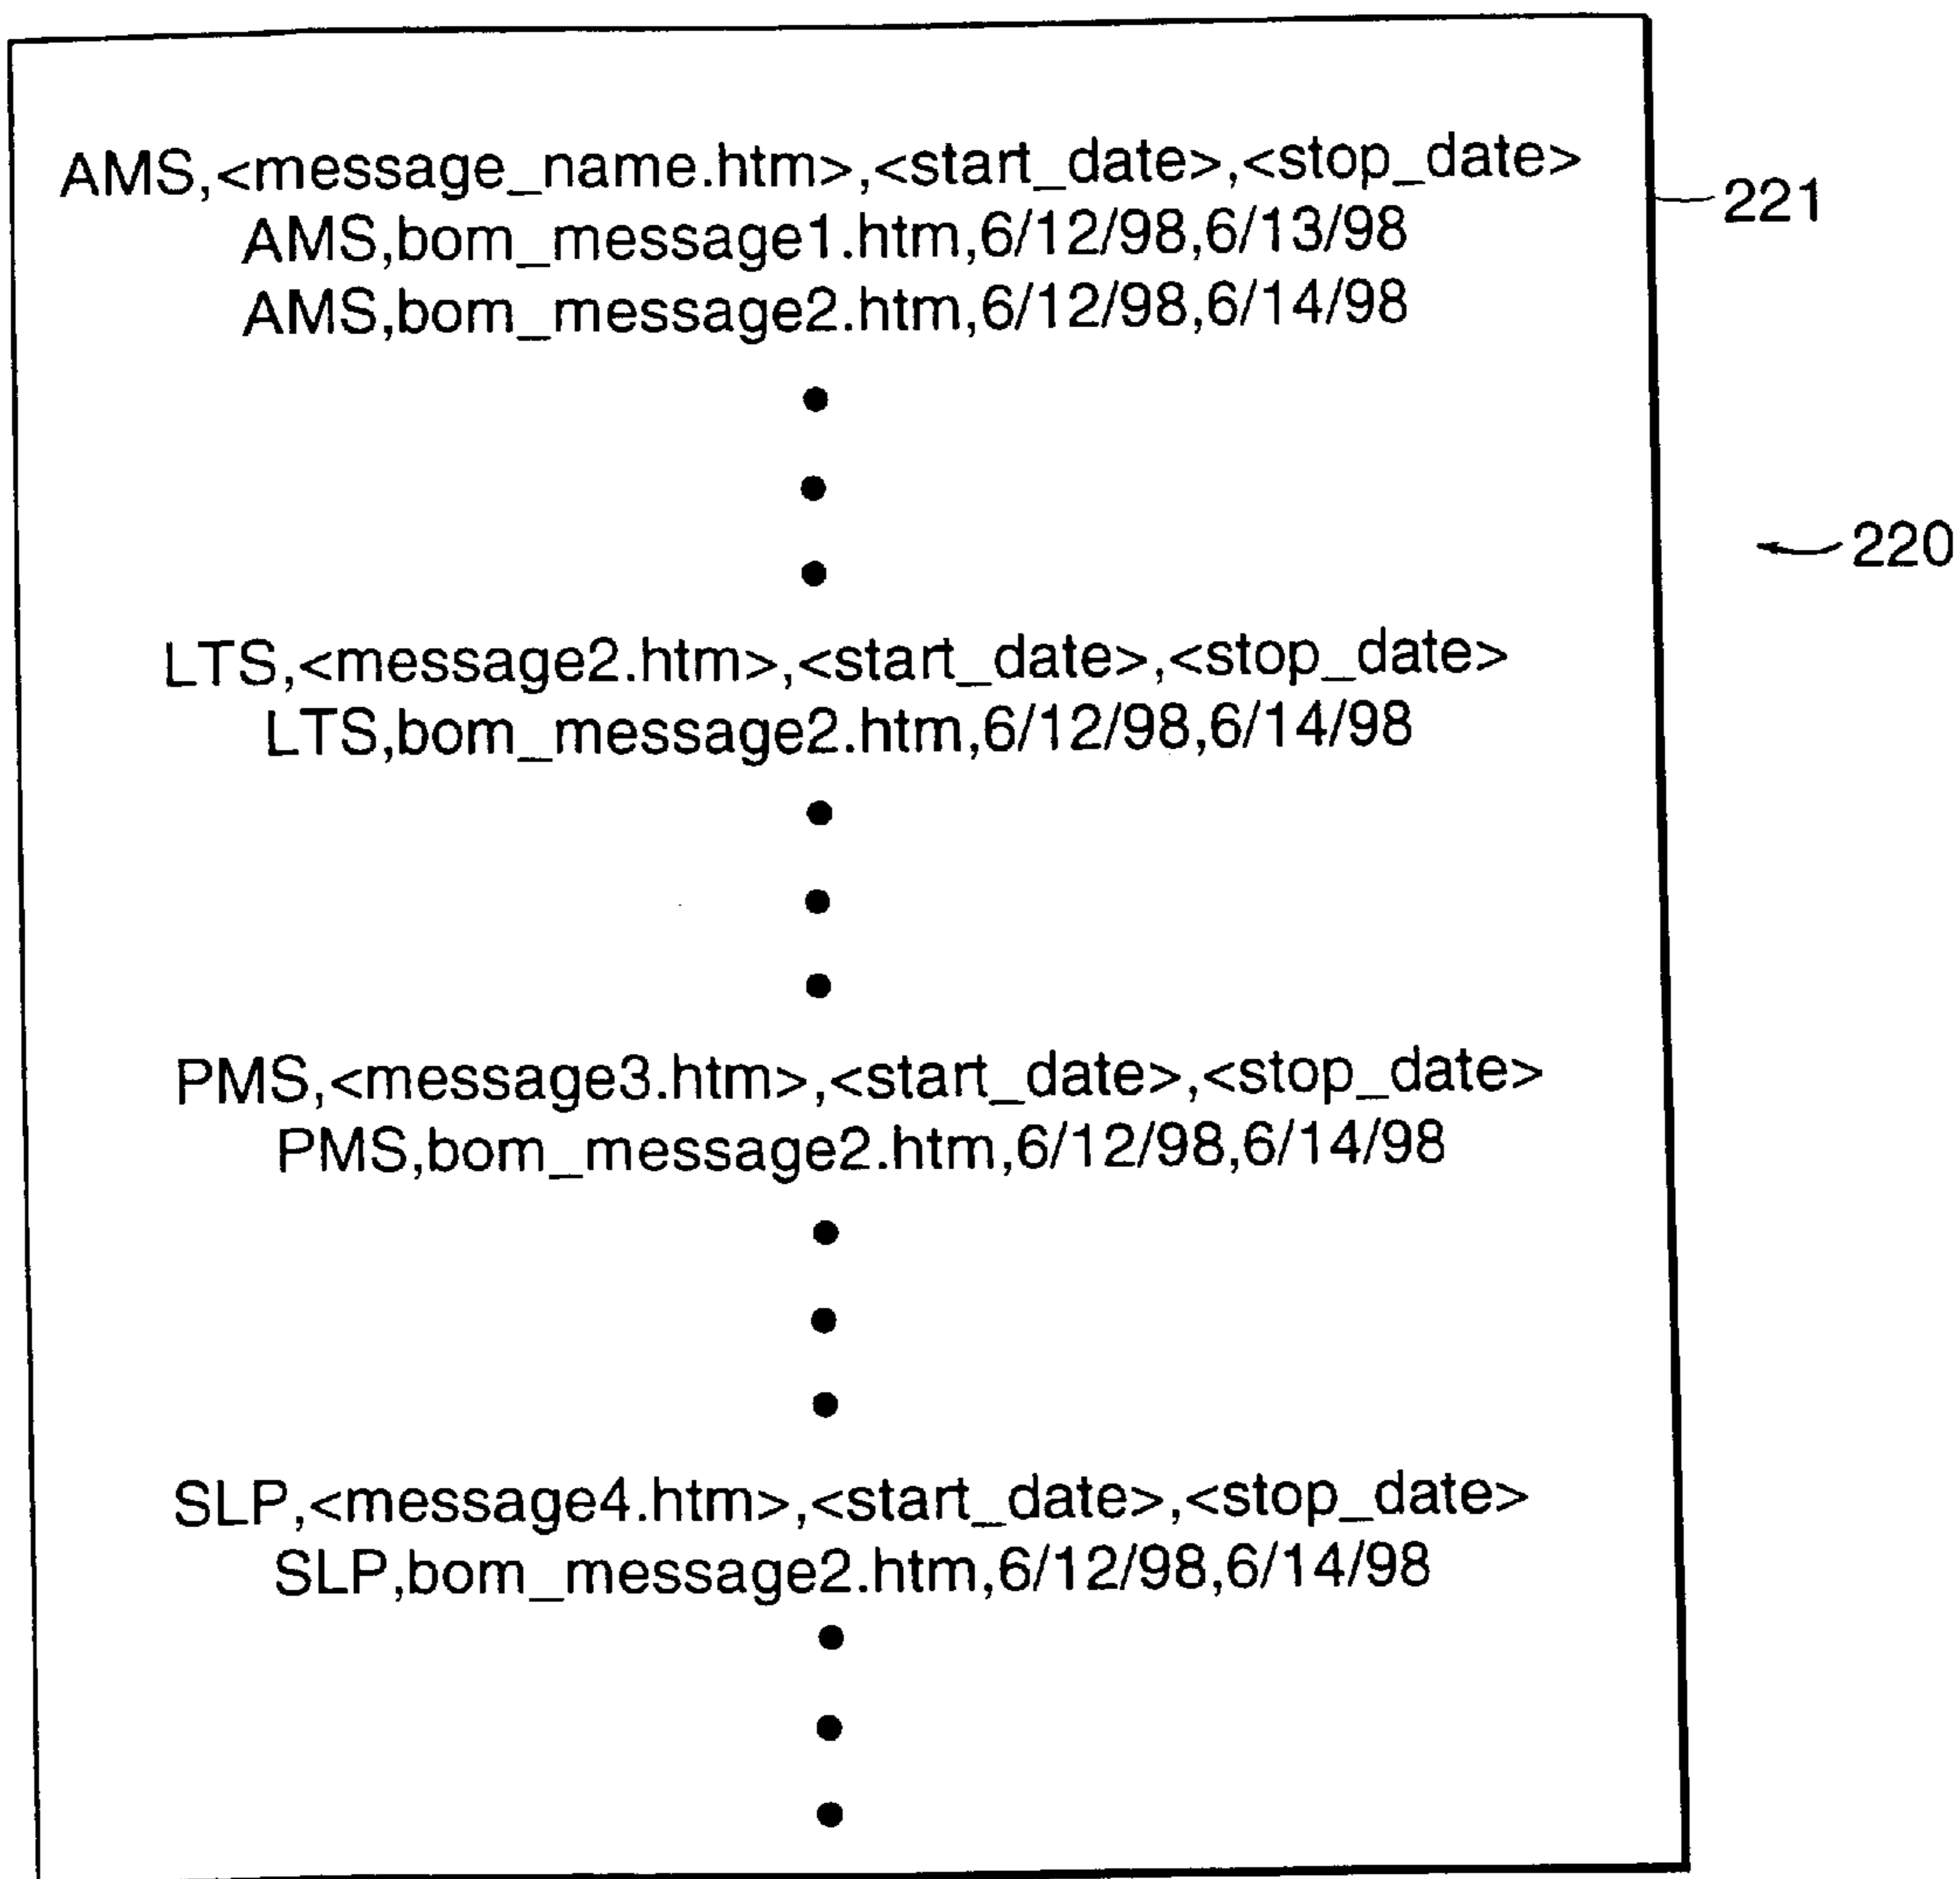 AMS,<message_name.htm>,<start_date>,<stop_date>
221
AMS,bom_message1.htm,6/12/98,6/13/98
AMS,bom_message2.htm,6/12/98,6/14/98
220
LTS,<message2.htm>,<start_date>,<stop_date>
LTS,bom_message2.htm,6/12/98,6/14/98
PMS,<message3.htm>,<start_date>,<stop_date>
PMS,bom_message2.htm,6/12/98,6/14/98
SLP,<message4.htm>,<start_date>,<stop_date>
SLP,bom_message2.htm,6/12/98,6/14/98